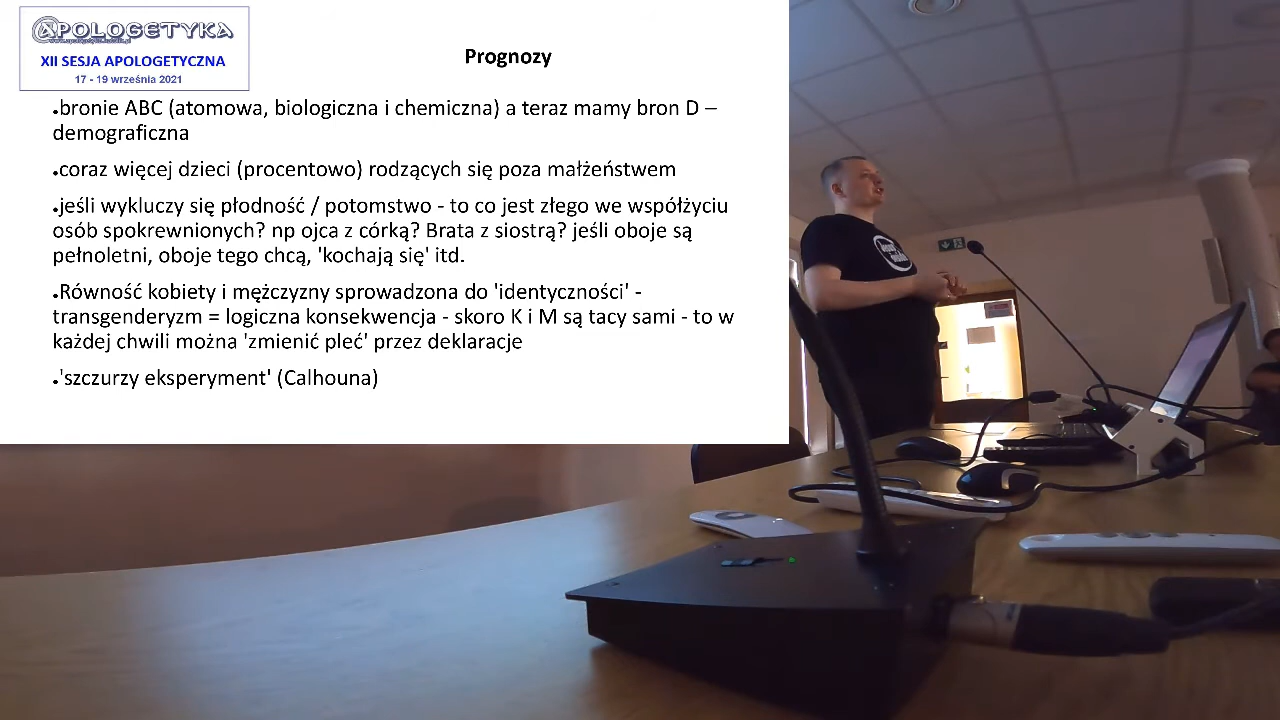 @POLOGETYKA
XII SESJA APOLOGETYCZNA
17 - 19 września 2021
Prognozy
•bronie ABC (atomowa, biologiczna i chemiczna) a teraz mamy bron D –
demograficzna
•coraz więcej dzieci (procentowo) rodzących się poza małżeństwem
•jeśli wykluczy się płodność / potomstwo - to co jest złego we współżyciu
osób spokrewnionych? np ojca z córką? Brata z siostrą? jeśli oboje są
pełnoletni, oboje tego chcą, 'kochają się' itd.
•Równość kobiety i mężczyzny sprowadzona do 'identyczności' -
transgenderyzm = logiczna konsekwencja - skoro K i M są tacy sami - to w
każdej chwili można 'zmienić pleć' przez deklaracje
•'szczurzy eksperyment' (Calhouna)